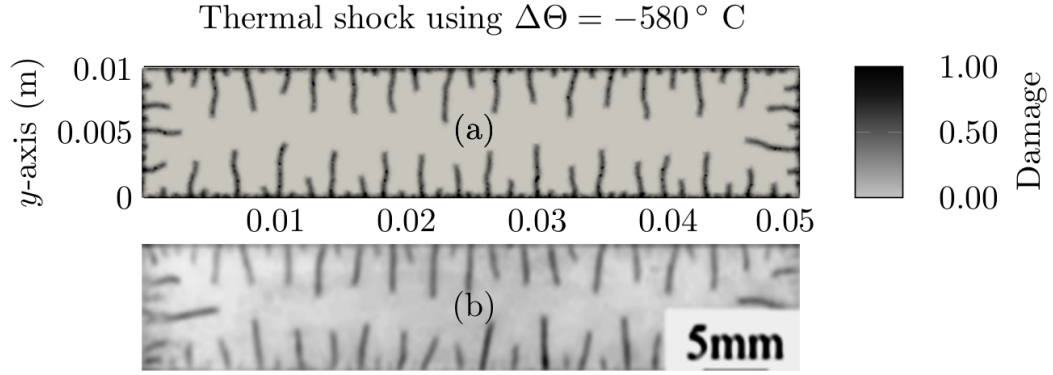 Thermal shock using ΔΘ = −580 ° C
y-axis (m)
0.01
0.005
0
(a)
0.01 0.02 0.03 0.04 0.05
1.00
0.50
0.00
Damage
(b)
5mm